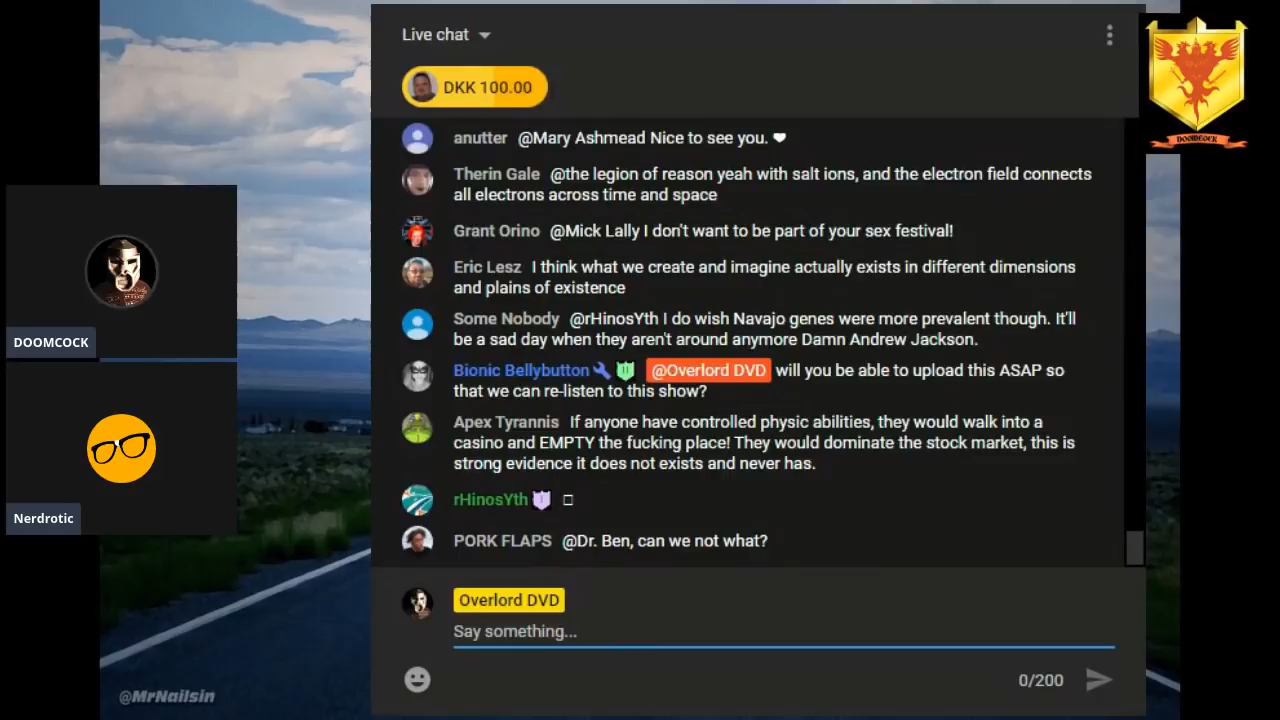 Live chat
DKK 100.00
anutter @Mary Ashmead Nice to see you. ❤
Therin Gale @the legion of reason yeah with salt ions, and the electron field connects
all electrons across time and space
Grant Orino @Mick Lally I don't want to be part of your sex festival!
Eric Lesz I think what we create and imagine actually exists in different dimensions
and plains of existence
Some Nobody @rHinosYth I do wish Navajo genes were more prevalent though. It'll
be a sad day when they aren't around anymore Damn Andrew Jackson.
Bionic Bellybutton @Overlord DVD will you be able to upload this ASAP so
that we can re-listen to this show?
Apex Tyrannis If anyone have controlled physic abilities, they would walk into a
casino and EMPTY the fucking place! They would dominate the stock market, this is
strong evidence it does not exists and never has.
rHinosYth □
PORK FLAPS @Dr. Ben, can we not what?
Overlord DVD
Say something...
0/200
DOOMCOCK
Nerdrotic
DOOMCOCK
@MrNailsin